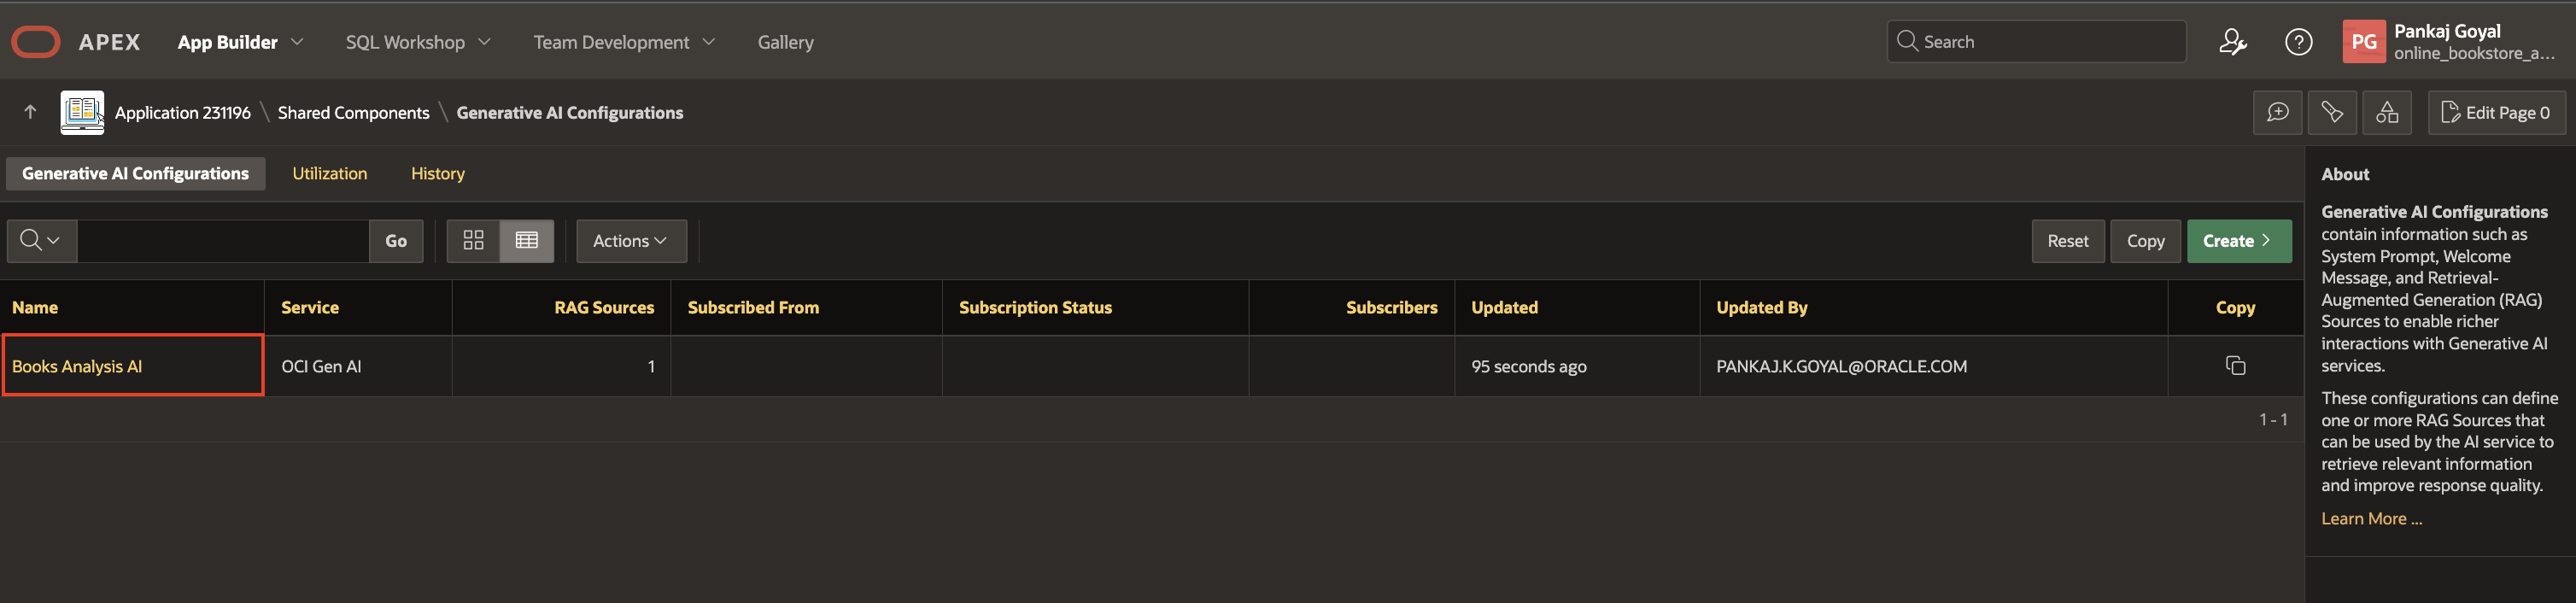 APEX App Builder SQL Workshop Team Development Gallery Search PG Pankaj Goyal
online_bookstore_a...
Application 231196 \ Shared Components \ Generative AI Configurations Edit Page 0
Generative AI Configurations Utilization History
Go Actions Reset Copy Create
Name Service RAG Sources Subscribed From Subscription Status Subscribers Updated Updated By Copy
Books Analysis AI OCI Gen AI 1 95 seconds ago PANKAJ.K.GOYAL@ORACLE.COM
1 - 1
About
Generative AI Configurations
contain information such as
System Prompt, Welcome
Message, and Retrieval-
Augmented Generation (RAG)
Sources to enable richer
interactions with Generative AI
services.
These configurations can define
one or more RAG Sources that
can be used by the AI service to
retrieve relevant information
and improve response quality.
Learn More ...